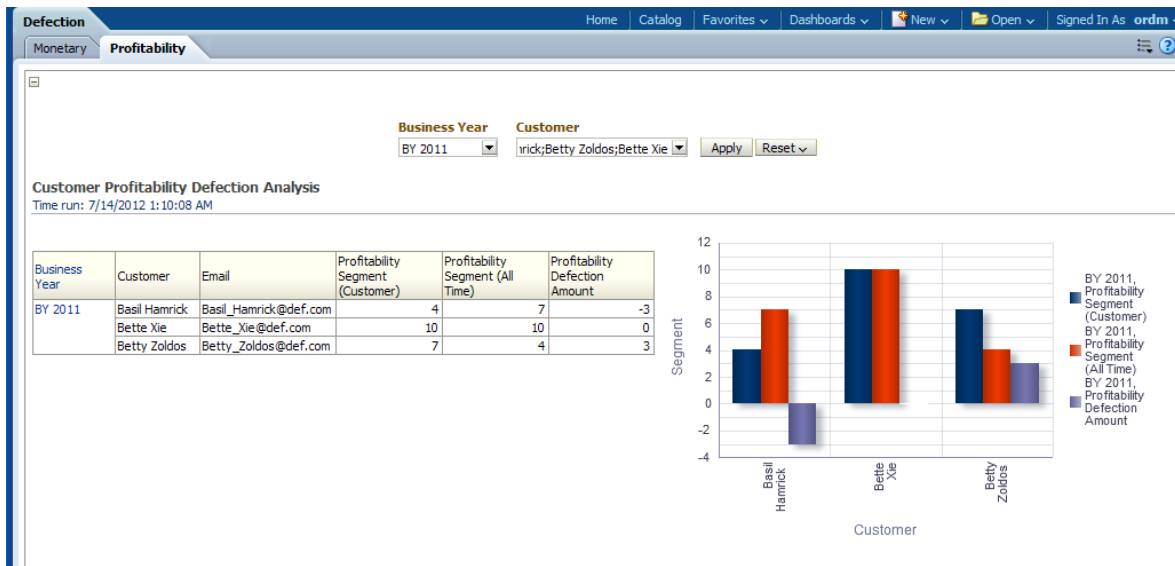 Defection
Home Catalog Favorites Dashboards New Open Signed In As ordm
Monetary Profitability
Business Year Customer
BY 2011 rick;Betty Zoldos;Bette Xie Apply Reset
Customer Profitability Defection Analysis
Time run: 7/14/2012 1:10:08 AM
Business Year Customer Email Profitability Segment (Customer) Profitability Segment (All Time) Profitability Defection Amount
BY 2011 Basil Hamrick Basil_Hamrick@def.com 4 7 -3
Bette Xie Bette_Xie@def.com 10 10 0
Betty Zoldos Betty_Zoldos@def.com 7 4 3
12
10
8
6
4
2
0
-2
-4
Segment
Basil
Hamrick
Bette
Xie
Betty
Zoldos
Customer
BY 2011,
Profitability
Segment
(Customer)
BY 2011,
Profitability
Segment
(All Time)
BY 2011,
Profitability
Defection
Amount